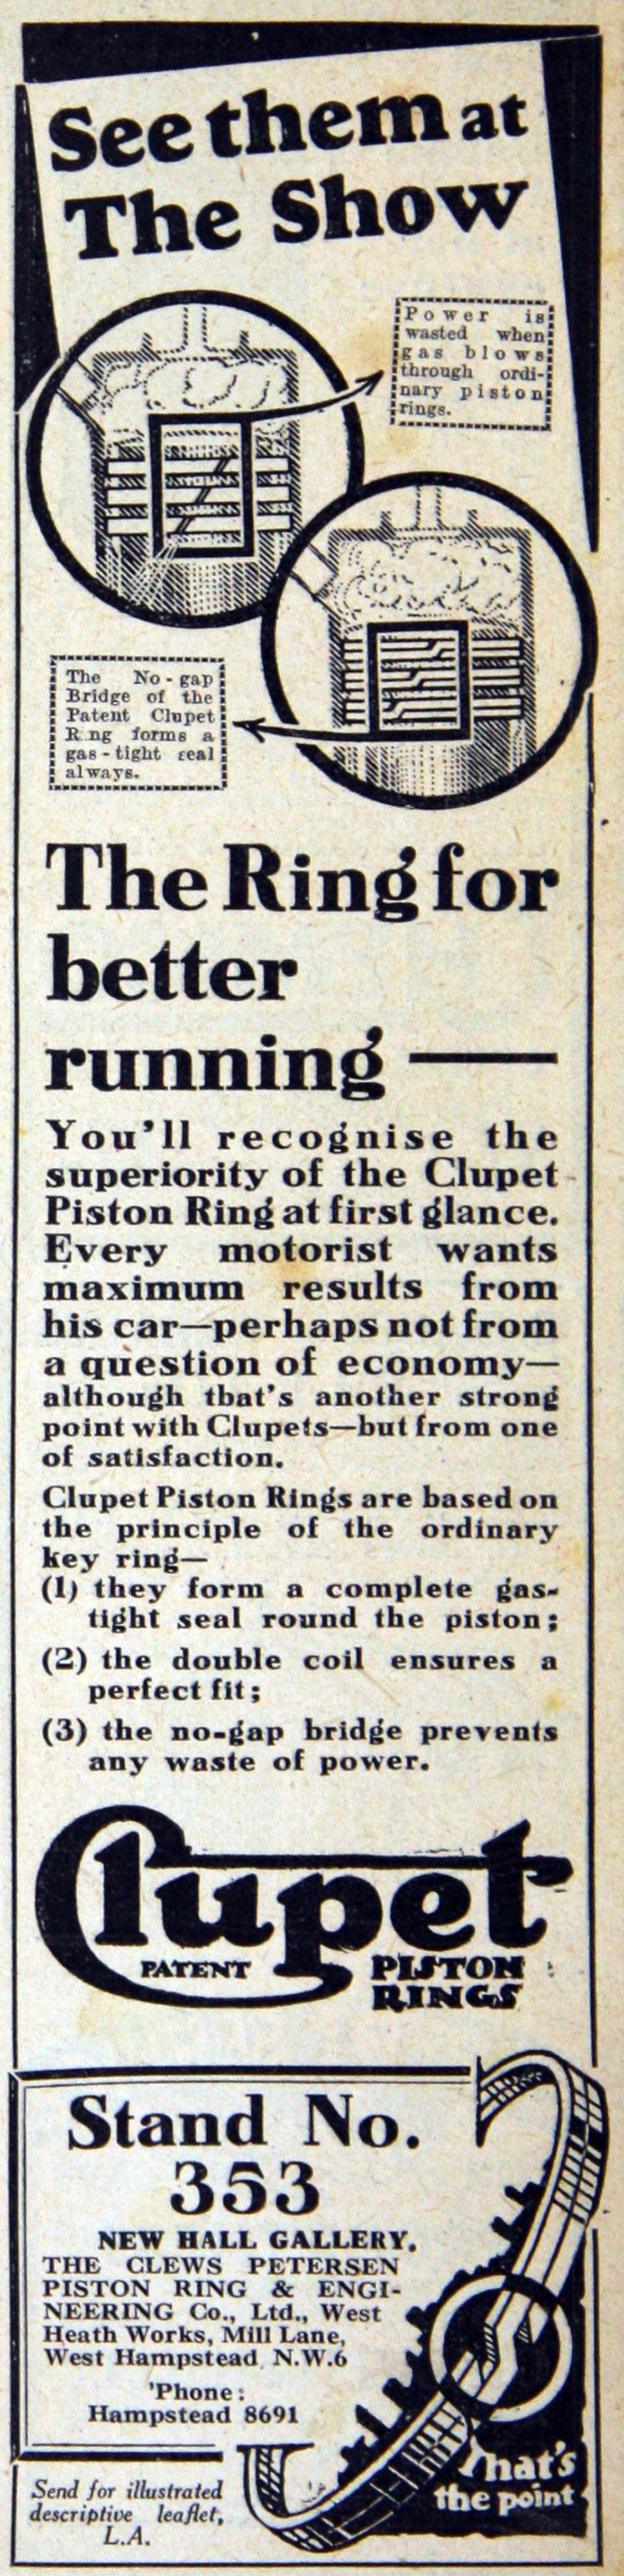 See them at
The Show
Power is
wasted when
gas blows
through ordi-
nary piston
rings.
The No-gap
Bridge of the
Patent Clupet
R ng forms a
gas-tight seal
always.
The Ring for
better
running —
You'll recognise the
superiority of the Clupet
Piston Ring at first glance.
Every motorist wants
maximum results from
his car—perhaps not from
a question of economy—
although that's another strong
point with Clupets—but from one
of satisfaction.
Clupet Piston Rings are based on
the principle of the ordinary
key ring—
(1) they form a complete gas-
tight seal round the piston;
(2) the double coil ensures a
perfect fit;
(3) the no-gap bridge prevents
any waste of power.
Clupet
PATENT PISTON
RINGS
Stand No.
353
NEW HALL GALLERY.
THE CLEWS PETERSEN
PISTON RING & ENGI-
NEERING Co., Ltd., West
Heath Works, Mill Lane,
West Hampstead, N.W.6
'Phone:
Hampstead 8691
Send for illustrated
descriptive leaflet,
L.A.
That's
the point